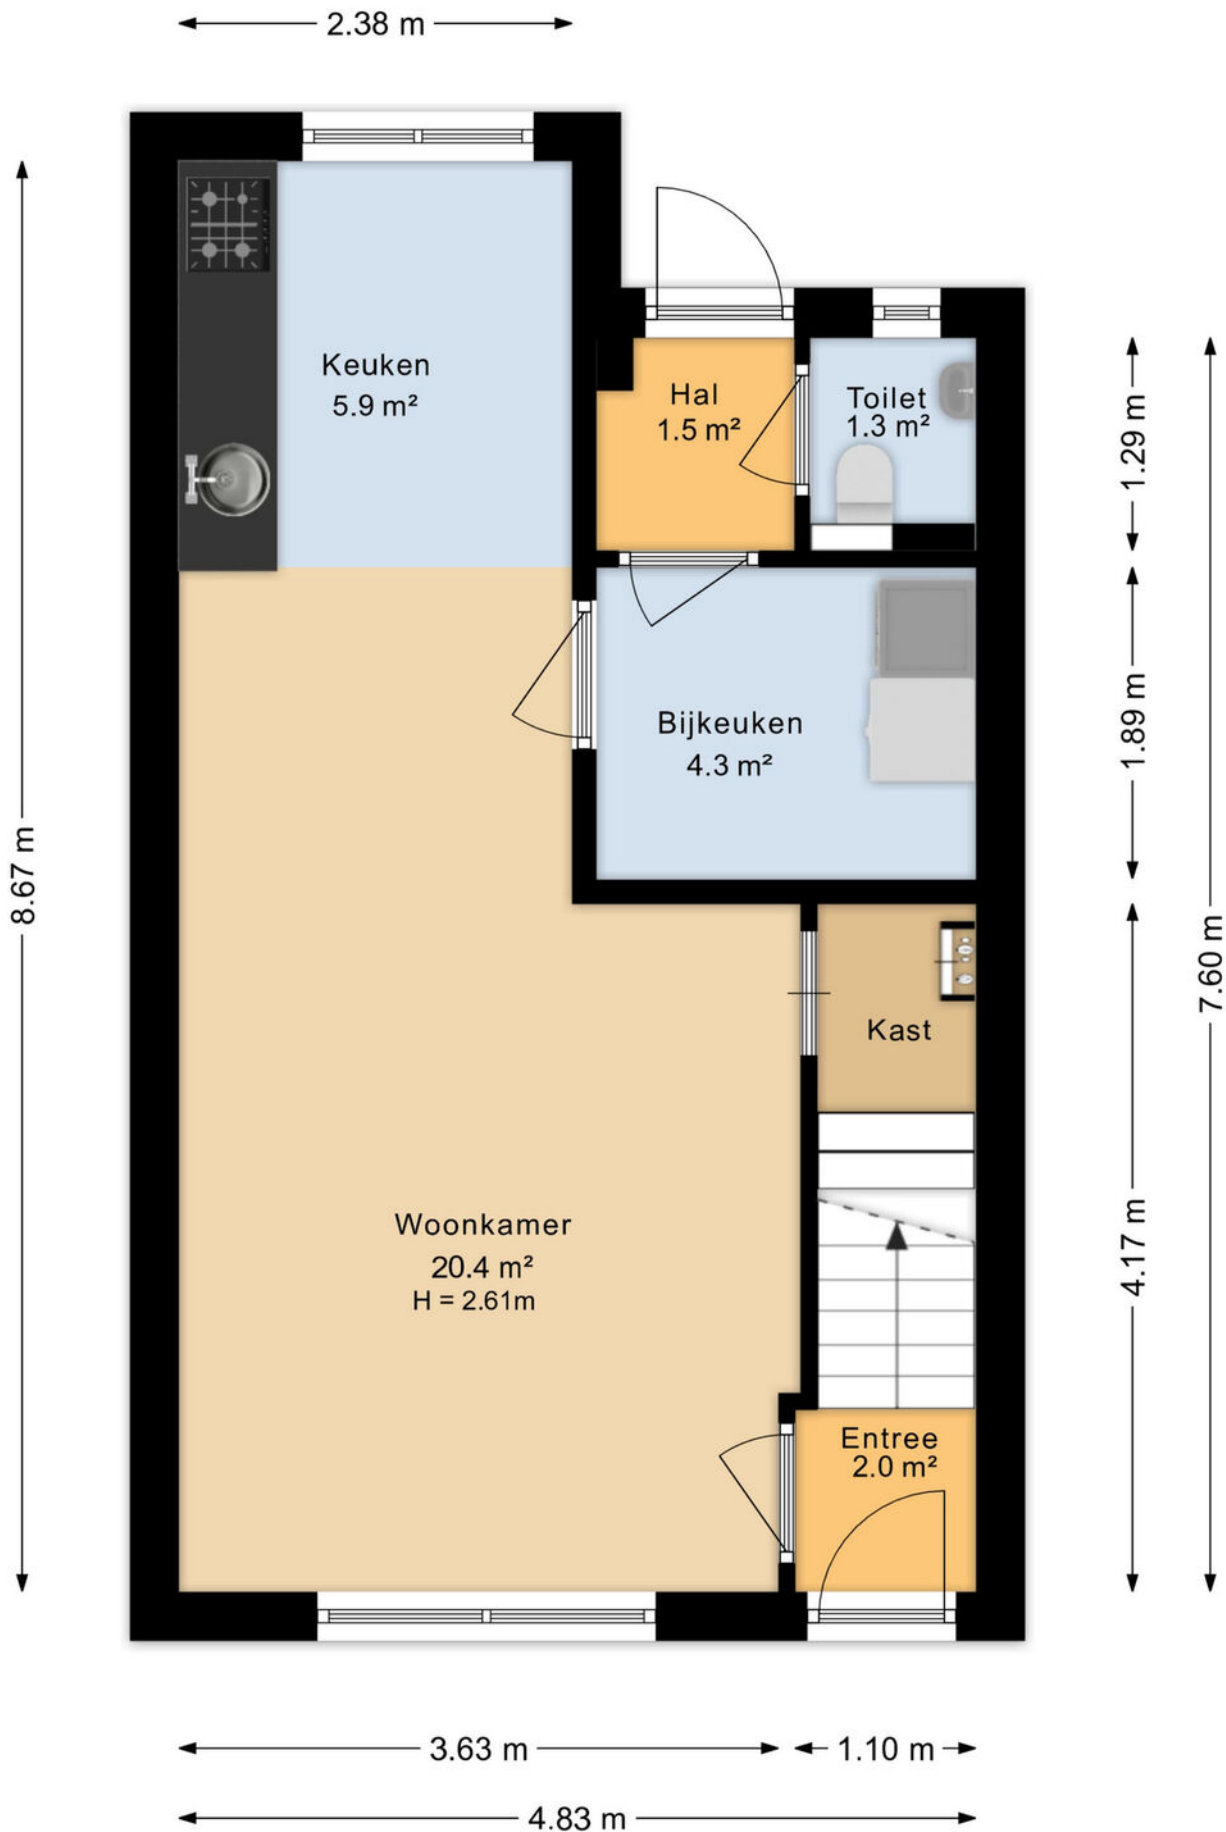 2.38 m
Keuken
5.9 m²
Hal
1.5 m²
Toilet
1.3 m²
1.29 m
Bijkeuken
4.3 m²
1.89 m
8.67 m
7.60 m
Kast
Woonkamer
20.4 m²
H = 2.61m
4.17 m
Entree
2.0 m²
3.63 m
1.10 m
4.83 m